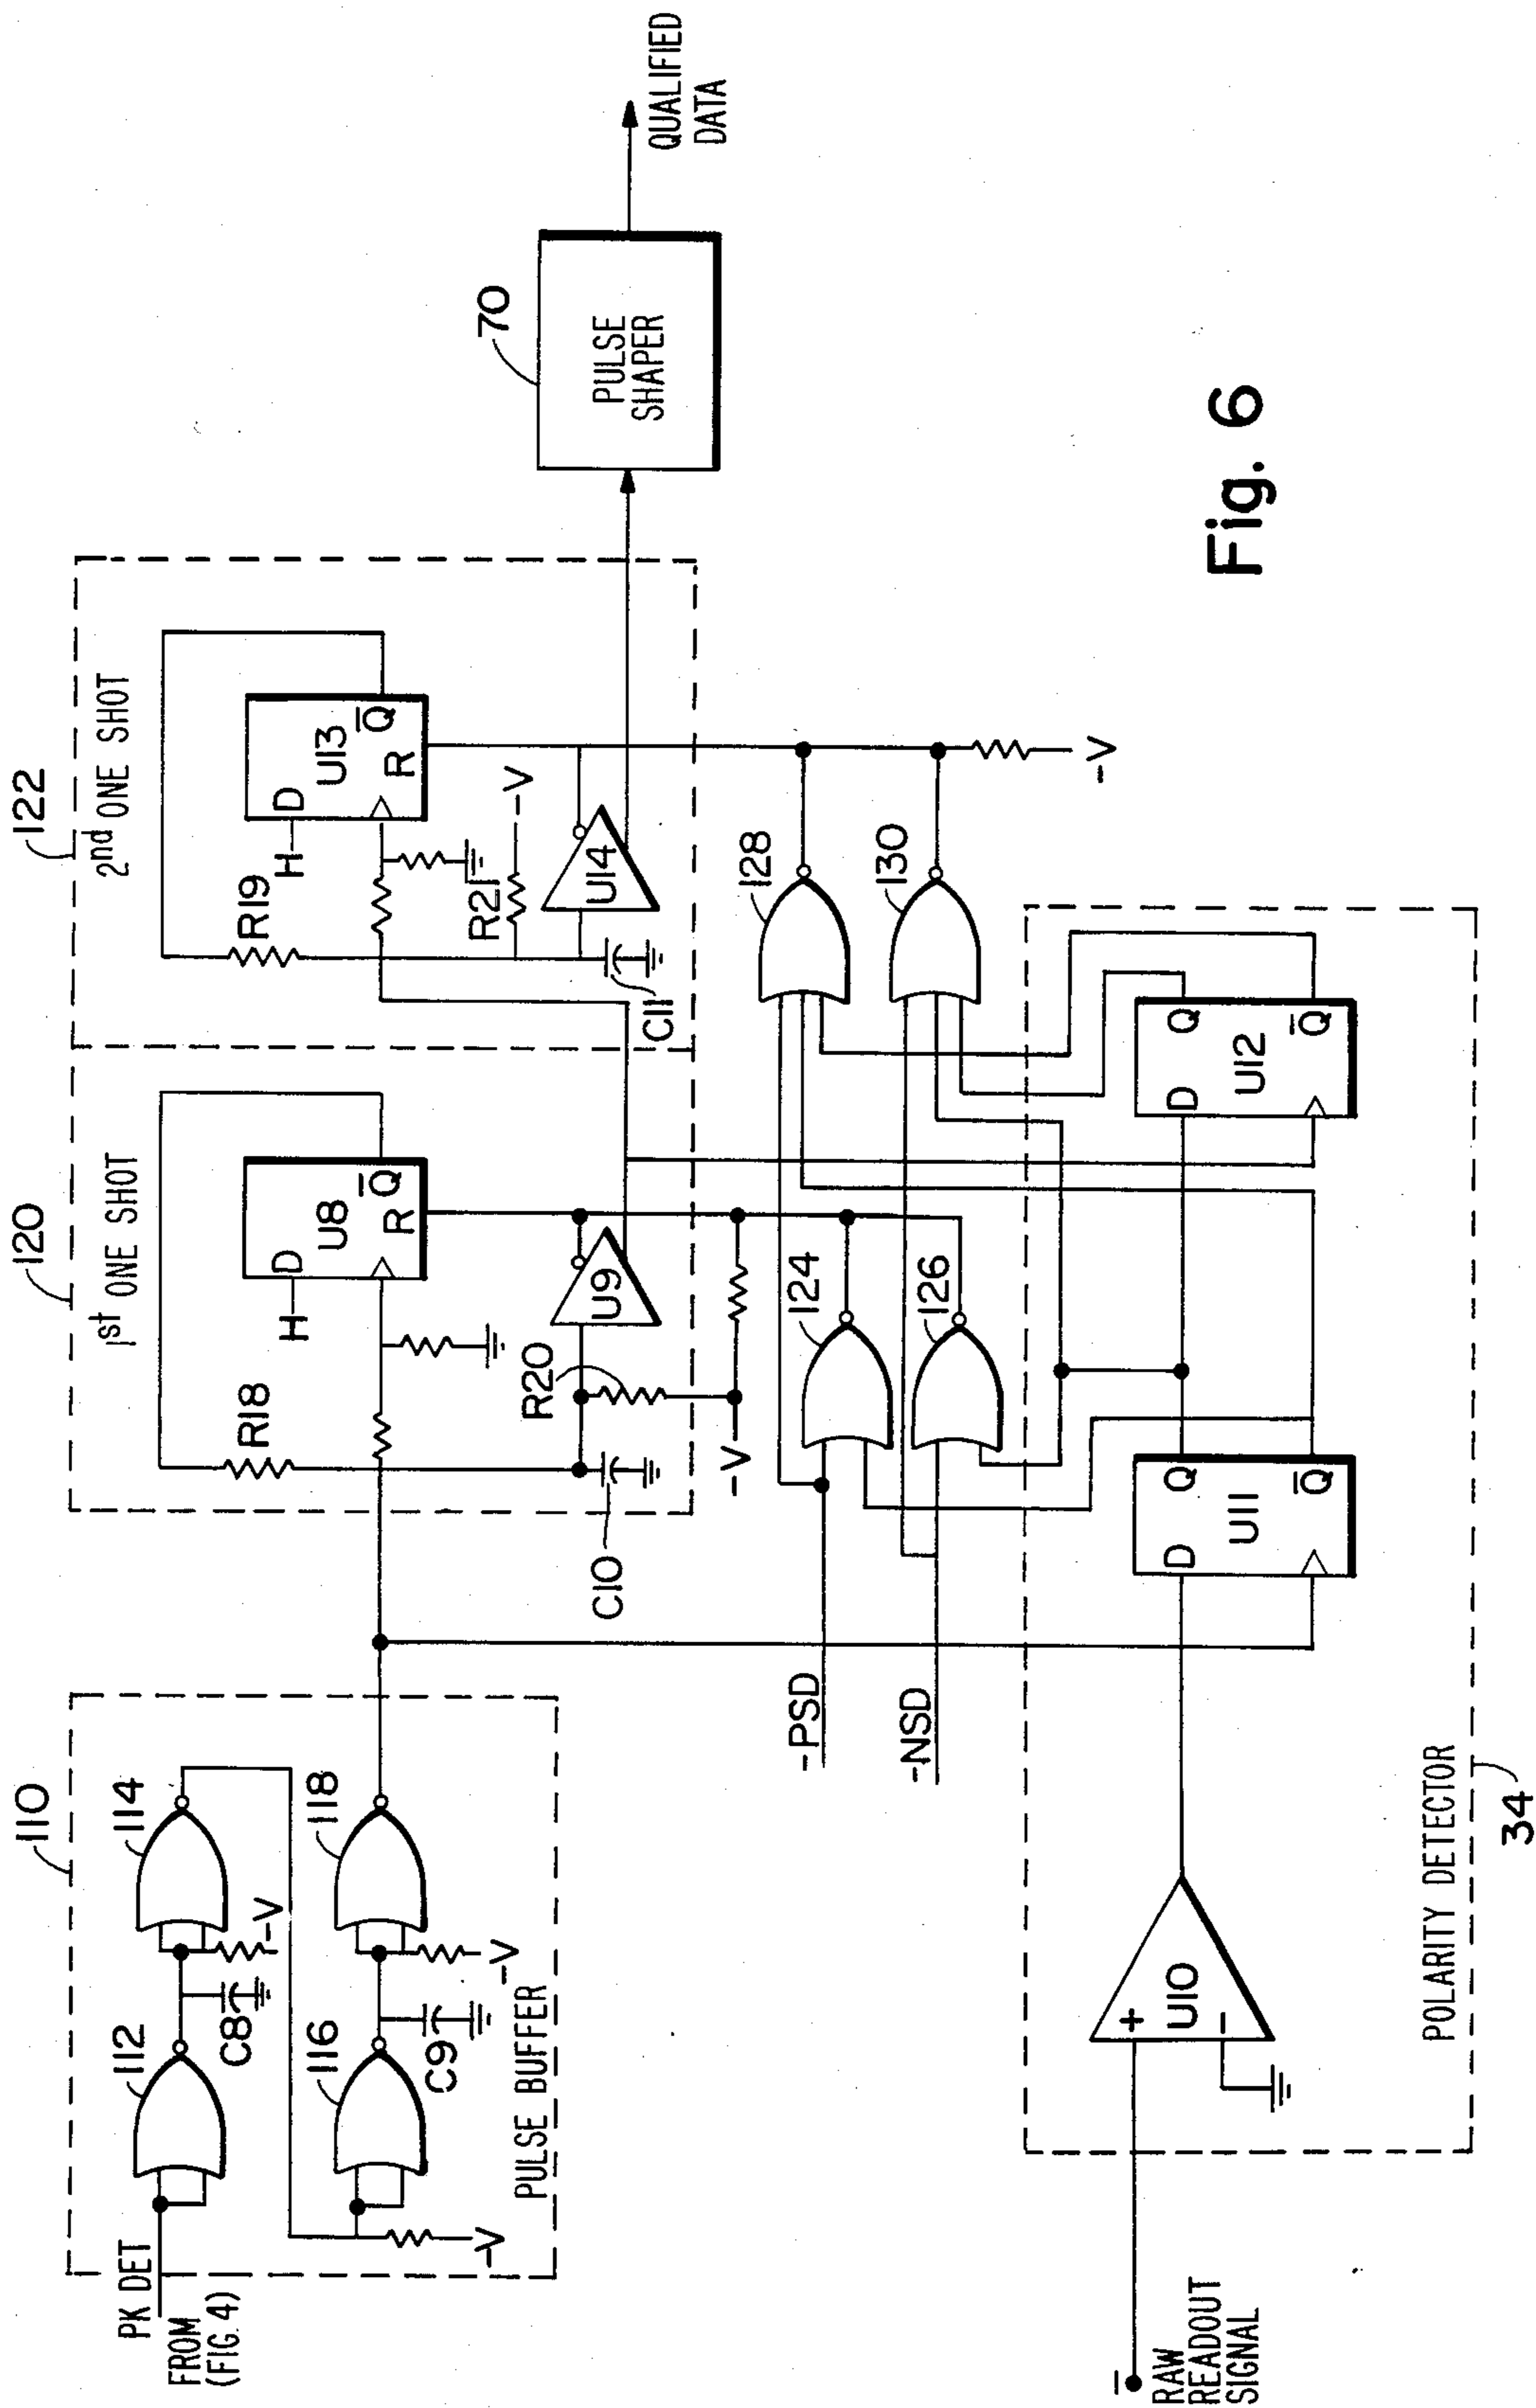 110
112
114
C8
-V
116
118
C9
-V
-V
PULSE BUFFER
PK DET
FROM
(FIG. 4)
120
1st ONE SHOT
R18
H
D
U8
Q̅
R
R20
U9
C10
-V
122
2nd ONE SHOT
R19
H
D
U13
Q̅
R
R21
-V
U14
C11
70
PULSE
SHAPER
QUALIFIED
DATA
-PSD
-NSD
124
126
128
130
-V
RAW
READOUT
SIGNAL
+
U10
-
D
Q
U11
Q̅
D
Q
U12
Q̅
POLARITY DETECTOR
34
Fig. 6